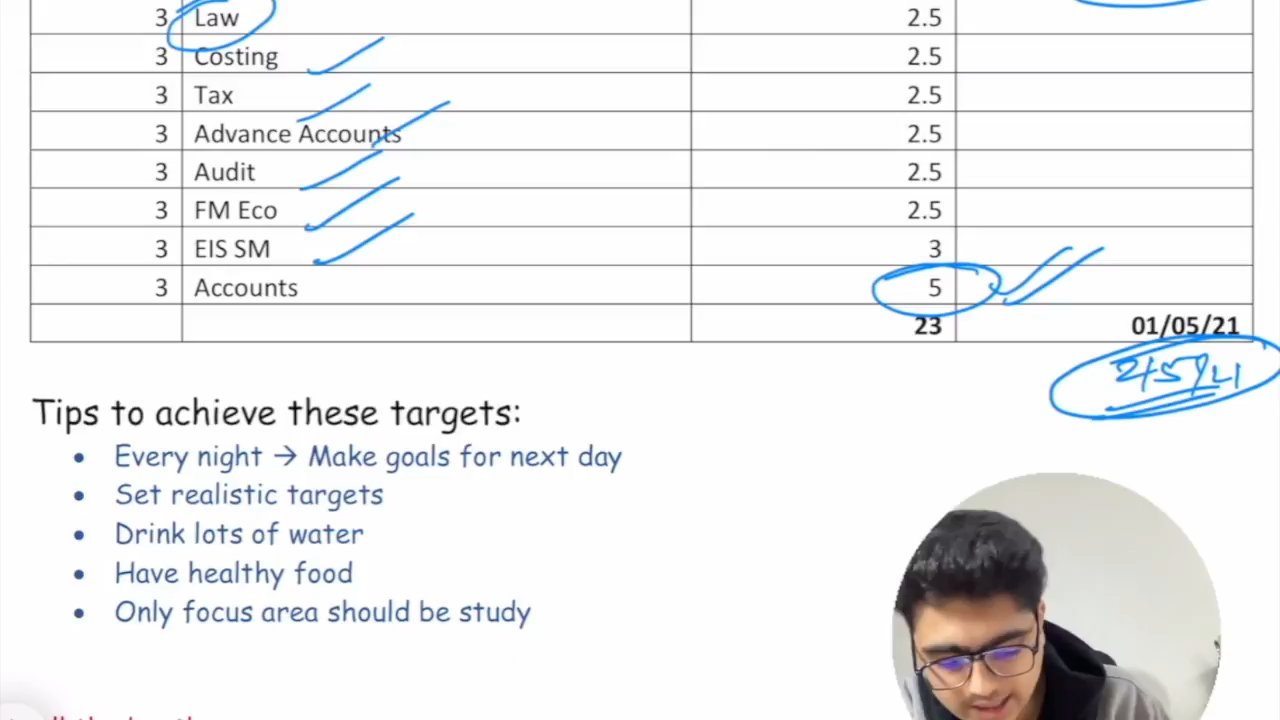 3 Law 2.5
3 Costing 2.5
3 Tax 2.5
3 Advance Accounts 2.5
3 Audit 2.5
3 FM Eco 2.5
3 EIS SM 3
3 Accounts 5
23 01/05/21
2/5/21
Tips to achieve these targets:
• Every night → Make goals for next day
• Set realistic targets
• Drink lots of water
• Have healthy food
• Only focus area should be study